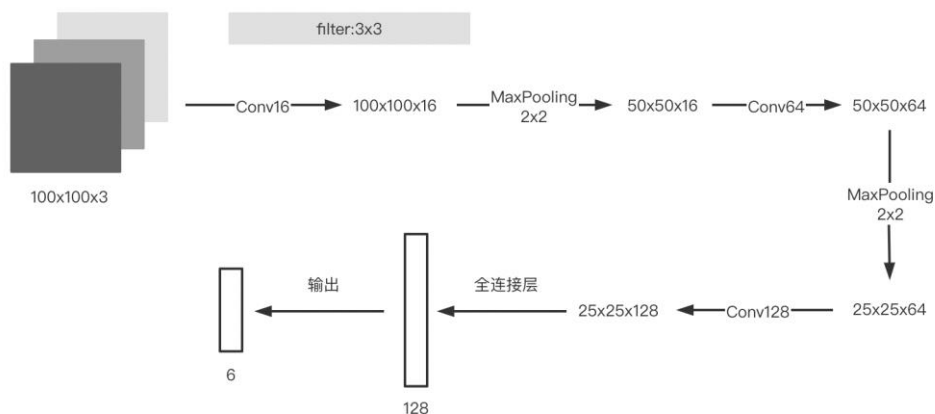 filter:3x3
Conv16
100x100x16
MaxPooling
2x2
50x50x16
Conv64
50x50x64
100x100x3
MaxPooling
2x2
25x25x64
Conv128
25x25x128
全连接层
128
输出
6